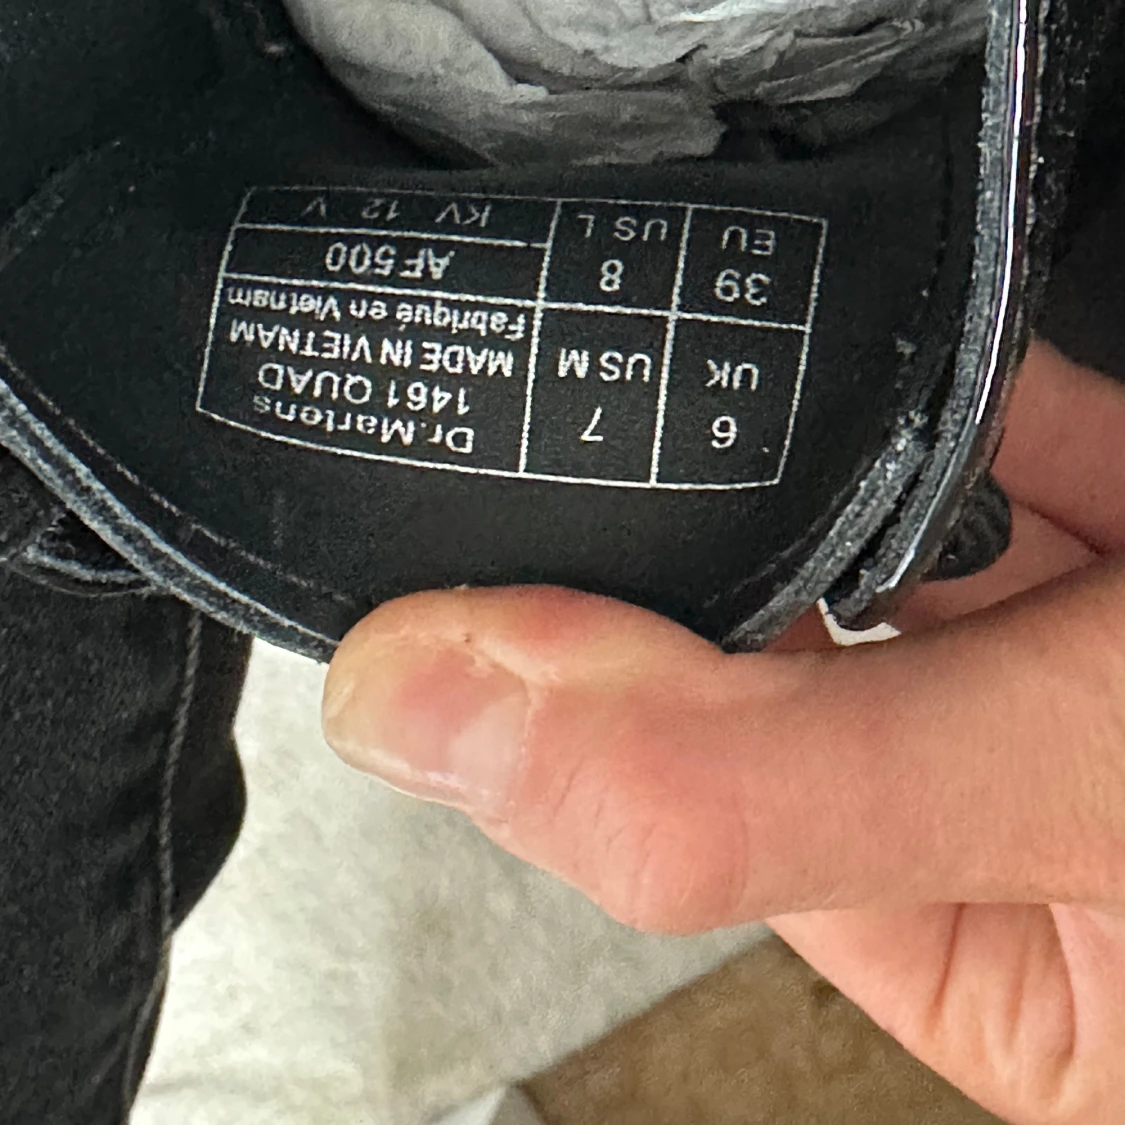 6
UK
7
US M
Dr.Martens
1461 QUAD
MADE IN VIETNAM
Fabriqué en Vietnam
39
EU
8
US L
AF500
KV 12 V